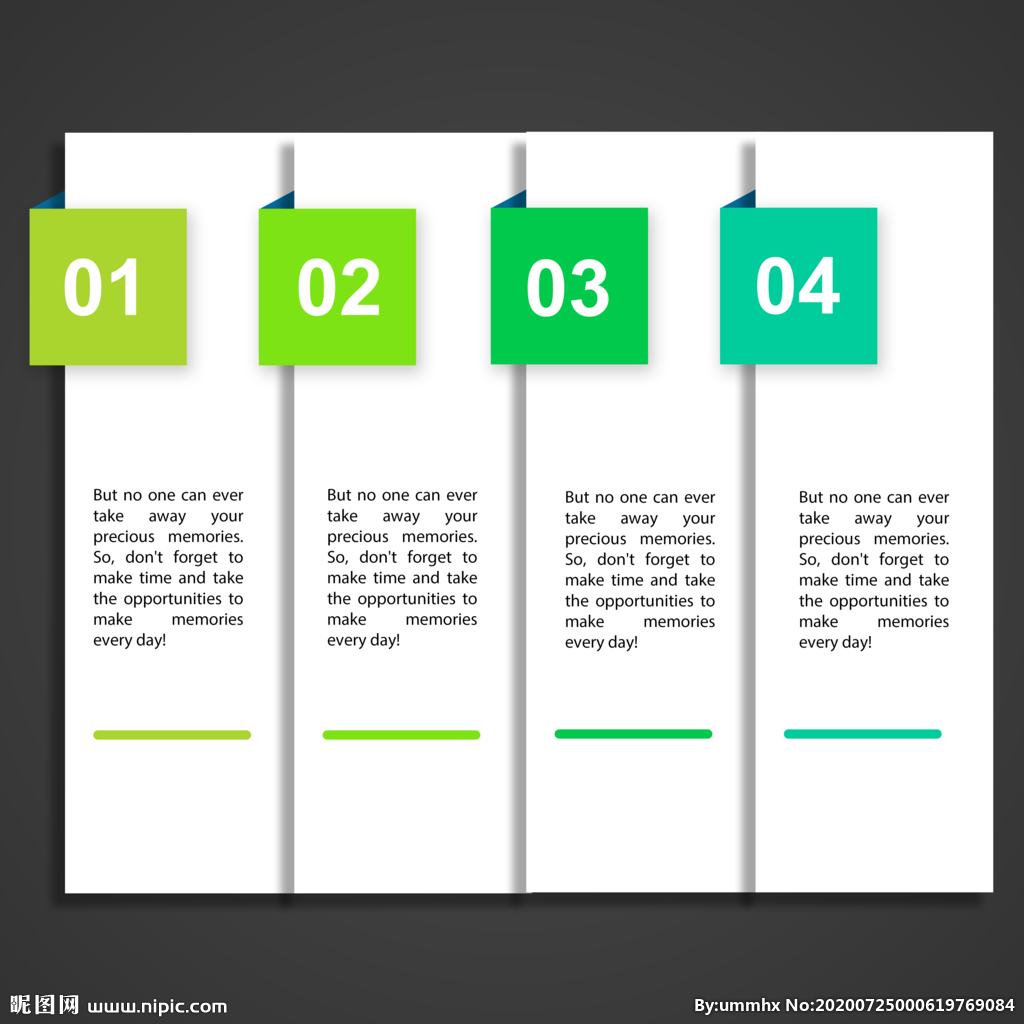 01
But no one can ever
take away your
precious memories.
So, don't forget to
make time and take
the opportunities to
make memories
every day!
02
But no one can ever
take away your
precious memories.
So, don't forget to
make time and take
the opportunities to
make memories
every day!
03
But no one can ever
take away your
precious memories.
So, don't forget to
make time and take
the opportunities to
make memories
every day!
04
But no one can ever
take away your
precious memories.
So, don't forget to
make time and take
the opportunities to
make memories
every day!
昵图网 www.nipic.com
By:ummhx No:20200725000619769084